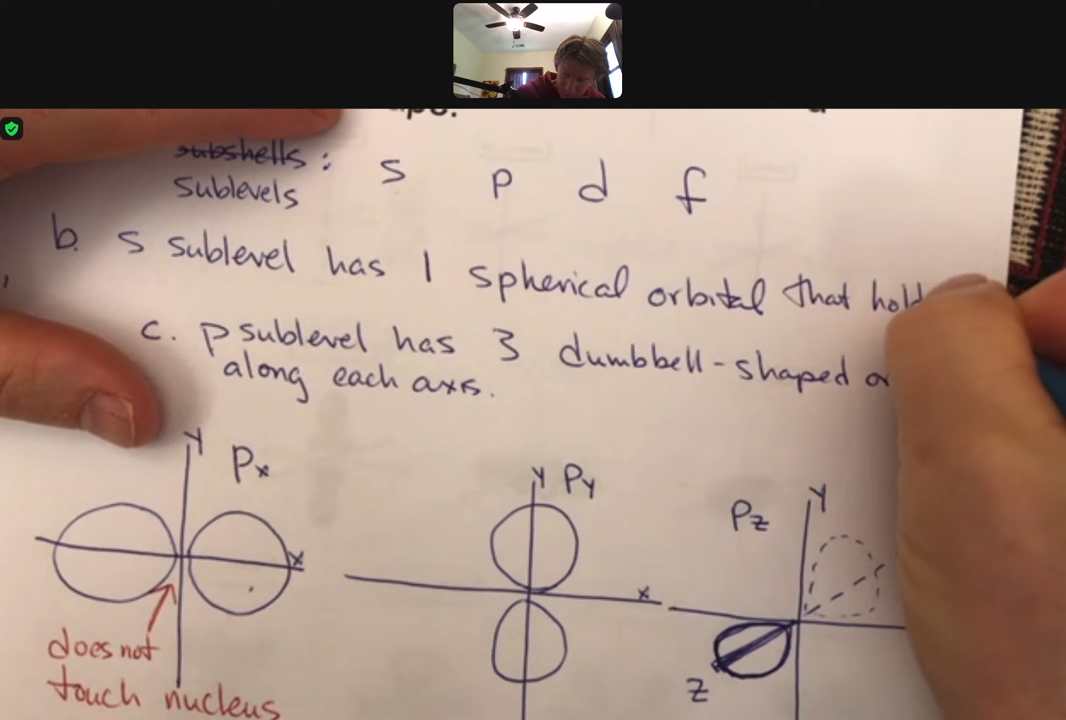 subshells : s p d f
Sublevels
b. s sublevel has 1 spherical orbital that hold
c. p sublevel has 3 dumbbell-shaped or
along each axis.
Y Px
x
Y Py
x
Pz Y
z
does not
touch nucleus